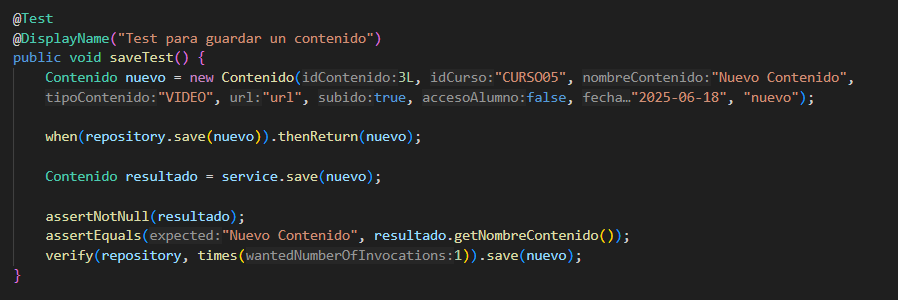 @Test
@DisplayName("Test para guardar un contenido")
public void saveTest() {
Contenido nuevo = new Contenido(idContenido:3L, idCurso:"CURSO05", nombreContenido:"Nuevo Contenido",
tipoContenido:"VIDEO", url:"url", subido:true, accesoAlumno:false, fecha…"2025-06-18", "nuevo");
when(repository.save(nuevo)).thenReturn(nuevo);
Contenido resultado = service.save(nuevo);
assertNotNull(resultado);
assertEquals(expected:"Nuevo Contenido", resultado.getNombreContenido());
verify(repository, times(wantedNumberOfInvocations:1)).save(nuevo);
}